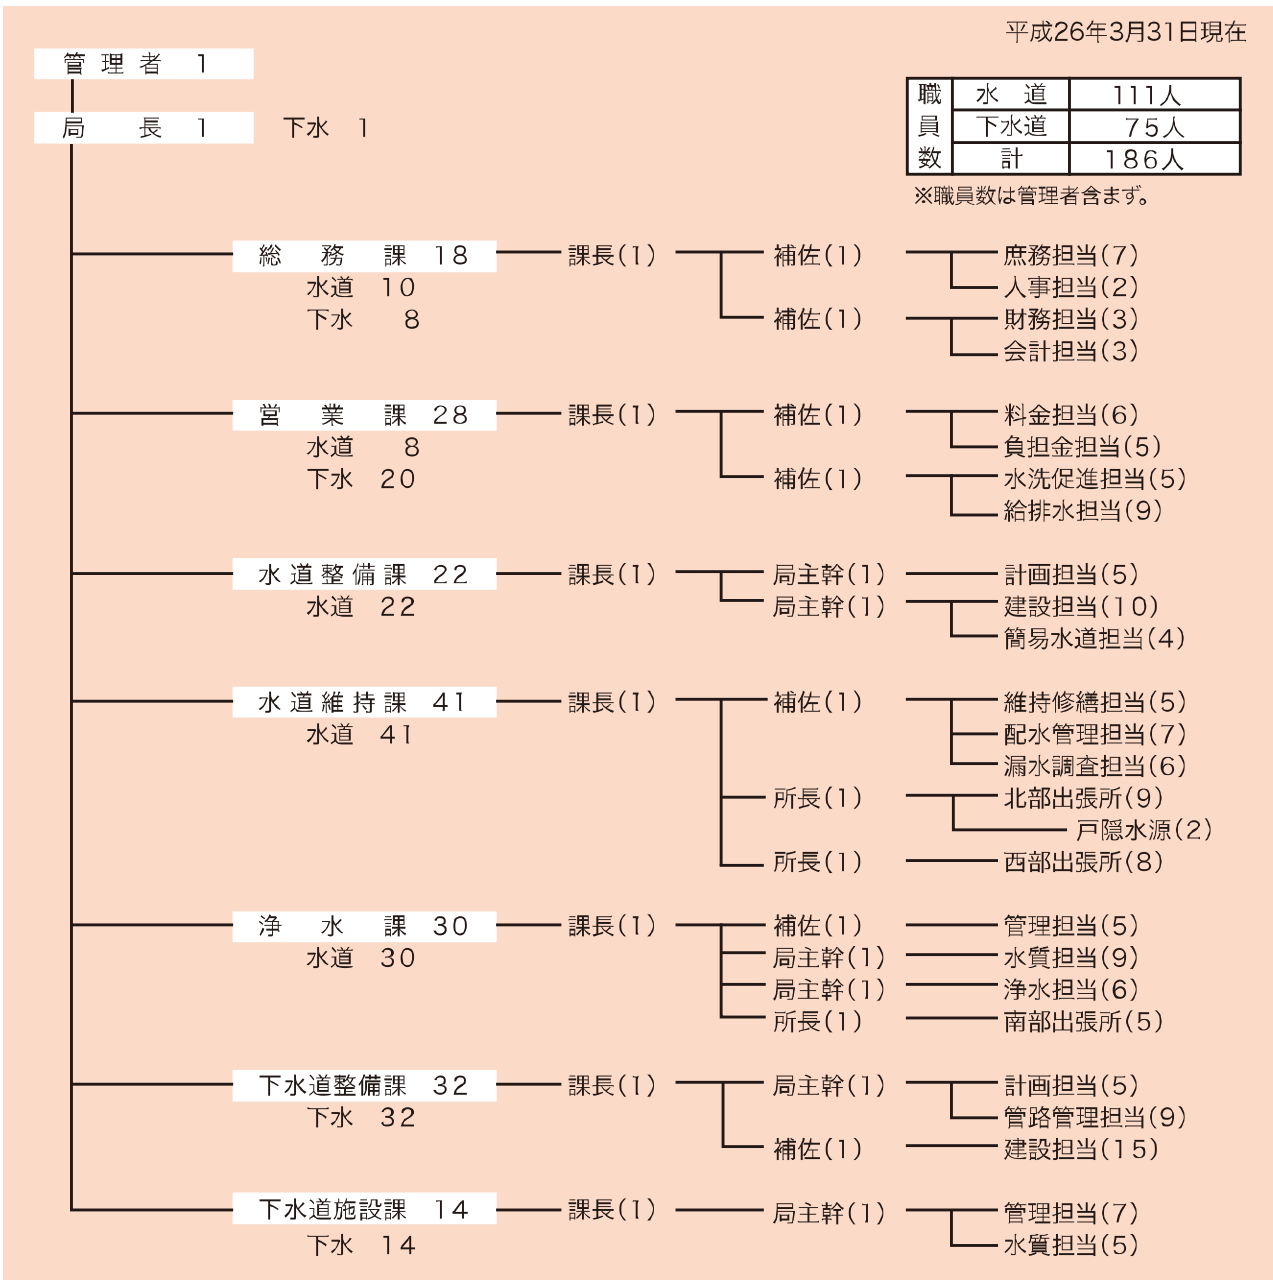 平成26年3月31日現在
管理者 1
局長 1 下水 1
職員数
水道 111人
下水道 75人
計 186人
※職員数は管理者含まず。
総務課 18 課長(1) 補佐(1) 庶務担当(7)
水道 10 人事担当(2)
下水 8 補佐(1) 財務担当(3)
会計担当(3)
営業課 28 課長(1) 補佐(1) 料金担当(6)
水道 8 負担金担当(5)
下水 20 補佐(1) 水洗促進担当(5)
給排水担当(9)
水道整備課 22 課長(1) 局主幹(1) 計画担当(5)
水道 22 局主幹(1) 建設担当(10)
簡易水道担当(4)
水道維持課 41 課長(1) 補佐(1) 維持修繕担当(5)
水道 41 配水管理担当(7)
漏水調査担当(6)
所長(1) 北部出張所(9)
戸隠水源(2)
所長(1) 西部出張所(8)
浄水課 30 課長(1) 補佐(1) 管理担当(5)
水道 30 局主幹(1) 水質担当(9)
局主幹(1) 浄水担当(6)
所長(1) 南部出張所(5)
下水道整備課 32 課長(1) 局主幹(1) 計画担当(5)
下水 32 管路管理担当(9)
補佐(1) 建設担当(15)
下水道施設課 14 課長(1) 局主幹(1) 管理担当(7)
下水 14 水質担当(5)